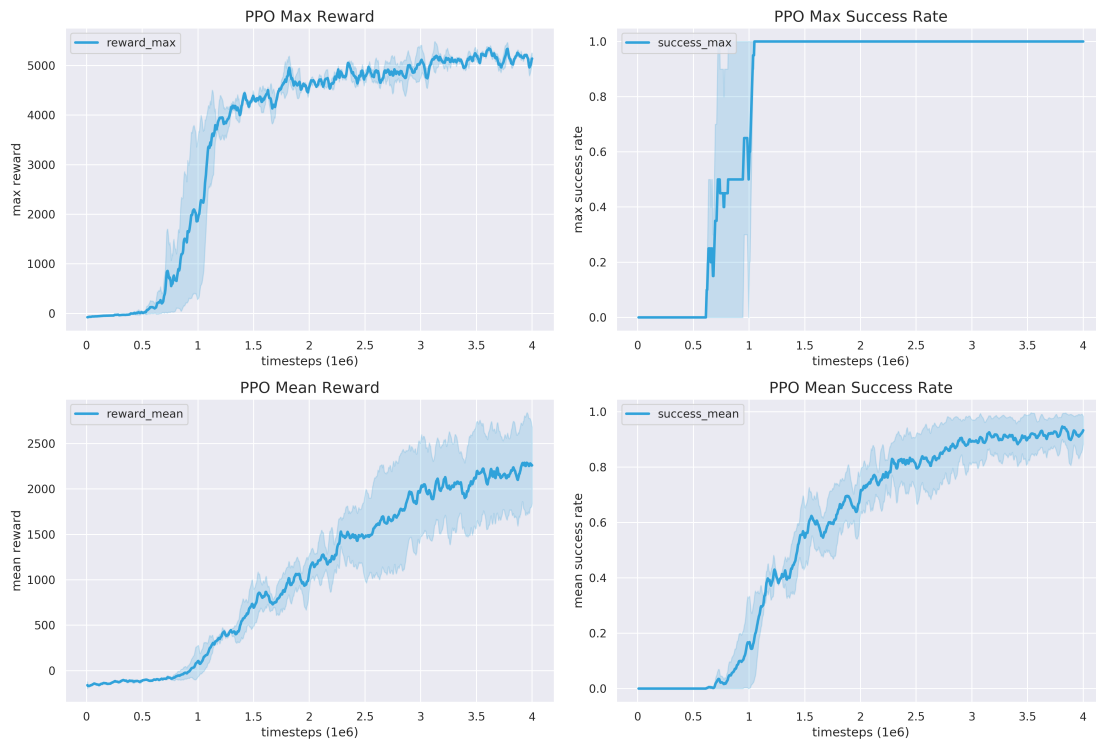 PPO Max Reward
reward_max
max reward
5000
4000
3000
2000
1000
0
0 0.5 1 1.5 2 2.5 3 3.5 4
timesteps (1e6)
PPO Max Success Rate
success_max
max success rate
1.0
0.8
0.6
0.4
0.2
0.0
0 0.5 1 1.5 2 2.5 3 3.5 4
timesteps (1e6)
PPO Mean Reward
reward_mean
mean reward
2500
2000
1500
1000
500
0
0 0.5 1 1.5 2 2.5 3 3.5 4
timesteps (1e6)
PPO Mean Success Rate
success_mean
mean success rate
1.0
0.8
0.6
0.4
0.2
0.0
0 0.5 1 1.5 2 2.5 3 3.5 4
timesteps (1e6)